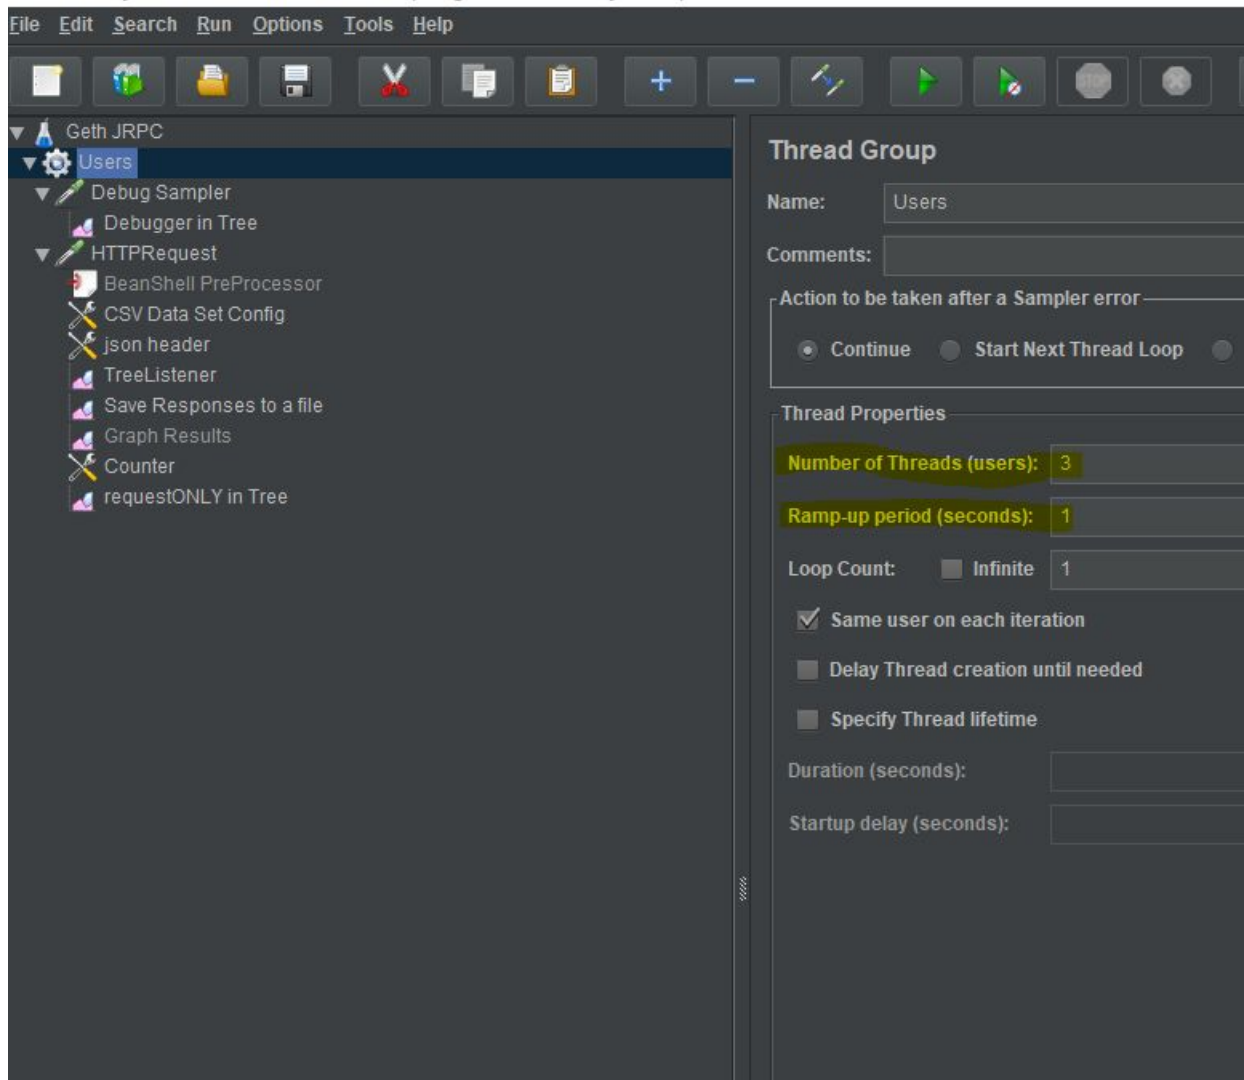 File Edit Search Run Options Tools Help
Geth JRPC
Users
Debug Sampler
Debugger in Tree
HTTPRequest
BeanShell PreProcessor
CSV Data Set Config
json header
TreeListener
Save Responses to a file
Graph Results
Counter
requestONLY in Tree
Thread Group
Name: Users
Comments:
Action to be taken after a Sampler error
Continue Start Next Thread Loop
Thread Properties
Number of Threads (users): 3
Ramp-up period (seconds): 1
Loop Count: Infinite 1
Same user on each iteration
Delay Thread creation until needed
Specify Thread lifetime
Duration (seconds):
Startup delay (seconds):